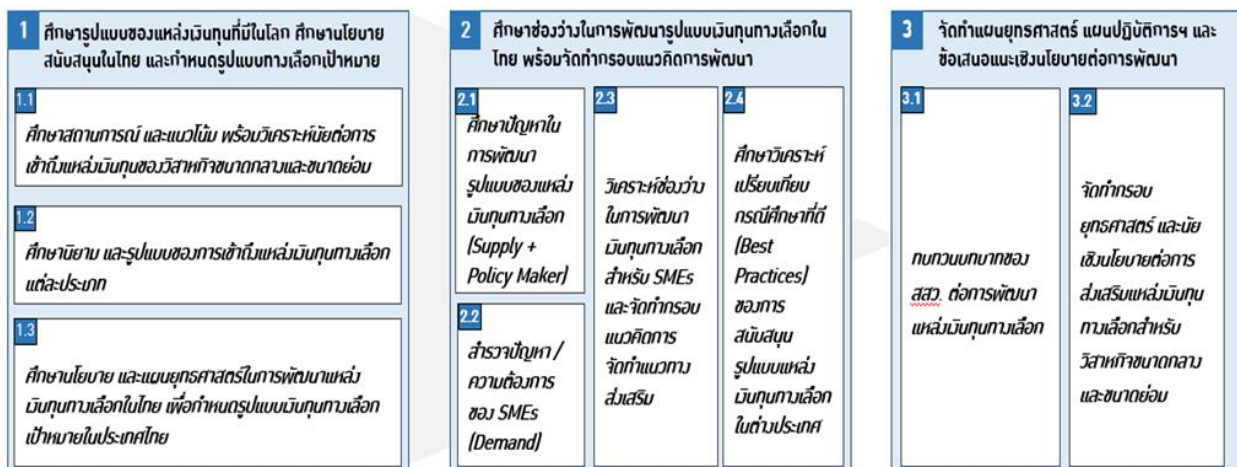 1 ศึกษารูปแบบของแหล่งเงินทุนที่มีในโลก ศึกษานโยบาย
สนับสนุนในไทย และกำหนดรูปแบบทางเลือกเป้าหมาย
1.1
ศึกษาสถานการณ์ และแนวโน้ม พร้อมวิเคราะห์นัยต่อการ
เข้าถึงแหล่งเงินทุนของวิสาหกิจขนาดกลางและขนาดย่อม
1.2
ศึกษานิยาม และรูปแบบของการเข้าถึงแหล่งเงินทุนทางเลือก
แต่ละประเภท
1.3
ศึกษานโยบาย และแผนยุทธศาสตร์ในการพัฒนาแหล่ง
เงินทุนทางเลือกในไทย เพื่อกำหนดรูปแบบเงินทุนทางเลือก
เป้าหมายในประเทศไทย
2 ศึกษาช่องว่างในการพัฒนารูปแบบเงินทุนทางเลือกใน
ไทย พร้อมจัดทำกรอบแนวคิดการพัฒนา
2.1
ศึกษาปัญหาใน
การพัฒนา
รูปแบบของแหล่ง
เงินทุนทางเลือก
(Supply +
Policy Maker)
2.2
สำรวจปัญหา /
ความต้องการ
ของ SMEs
(Demand)
2.3
วิเคราะห์ช่องว่าง
ในการพัฒนา
เงินทุนทางเลือก
สำหรับ SMEs
และจัดทำกรอบ
แนวคิดการ
จัดทำแนวทาง
ส่งเสริม
2.4
ศึกษาวิเคราะห์
เปรียบเทียบ
กรณีศึกษาที่ดี
(Best
Practices)
ของการ
สนับสนุน
รูปแบบแหล่ง
เงินทุนทางเลือก
ในต่างประเทศ
3 จัดทำแผนยุทธศาสตร์ แผนปฏิบัติการฯ และ
ข้อเสนอแนะเชิงนโยบายต่อการพัฒนา
3.1
ทบทวนบทบาทของ
สสว. ต่อการพัฒนา
แหล่งเงินทุนทางเลือก
3.2
จัดทำกรอบ
ยุทธศาสตร์ และนัย
เชิงนโยบายต่อการ
ส่งเสริมแหล่งเงินทุน
ทางเลือกสำหรับ
วิสาหกิจขนาดกลาง
และขนาดย่อม